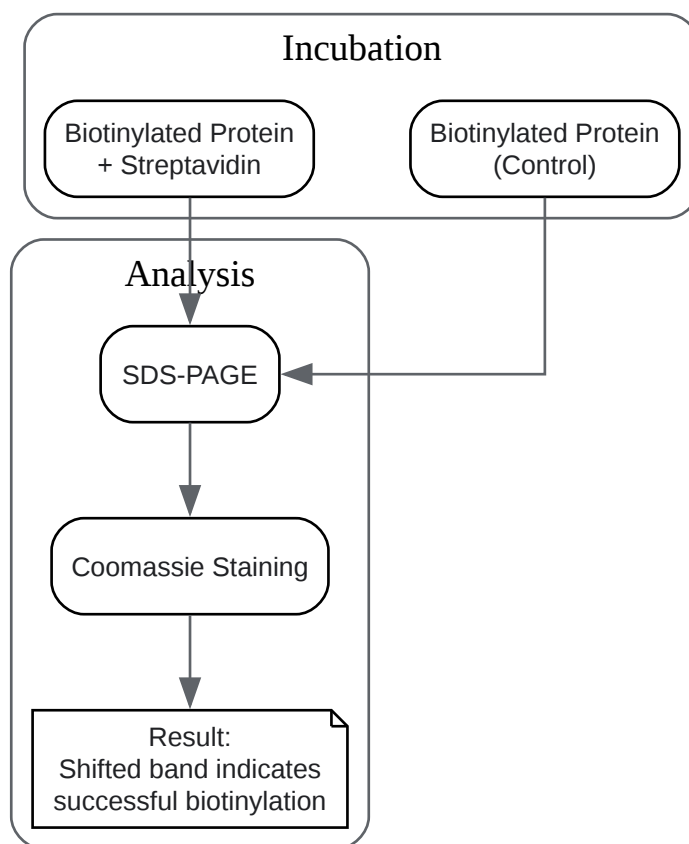 Incubation
Biotinylated Protein
+ Streptavidin
Biotinylated Protein
(Control)
Analysis
SDS-PAGE
Coomassie Staining
Result:
Shifted band indicates
successful biotinylation